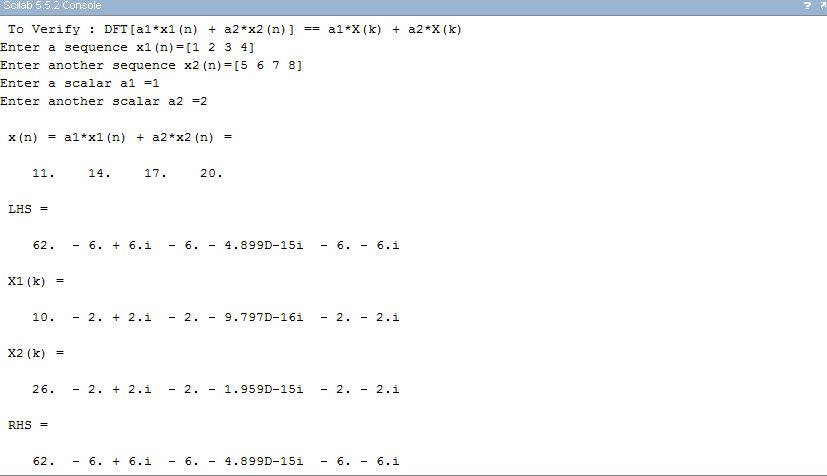 Scilab 5.5.2 Console
?
To Verify : DFT[a1*x1(n) + a2*x2(n)] == a1*X(k) + a2*X(k)
Enter a sequence x1(n)=[1 2 3 4]
Enter another sequence x2(n)=[5 6 7 8]
Enter a scalar a1 =1
Enter another scalar a2 =2
x(n) = a1*x1(n) + a2*x2(n) =
11. 14. 17. 20.
LHS =
62. - 6. + 6.i - 6. - 4.899D-15i - 6. - 6.i
X1(k) =
10. - 2. + 2.i - 2. - 9.797D-16i - 2. - 2.i
X2(k) =
26. - 2. + 2.i - 2. - 1.959D-15i - 2. - 2.i
RHS =
62. - 6. + 6.i - 6. - 4.899D-15i - 6. - 6.i